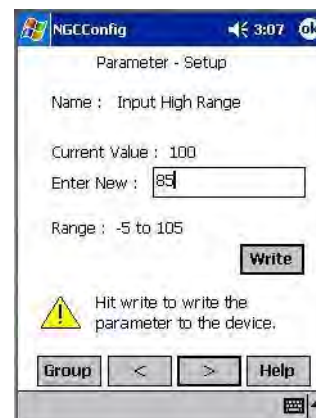 NGCConfig 3:07 ok
Parameter - Setup
Name : Input High Range
Current Value : 100
Enter New : 85
Range : -5 to 105
Write
Hit write to write the
parameter to the device.
Group < > Help